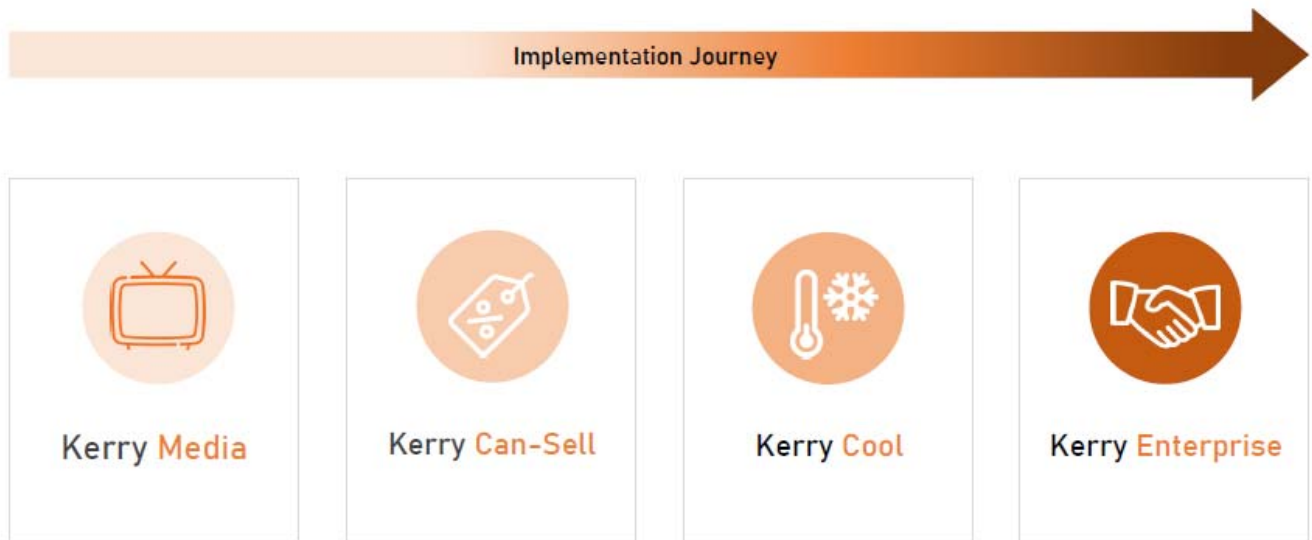 Implementation Journey
Kerry Media
Kerry Can-Sell
Kerry Cool
Kerry Enterprise